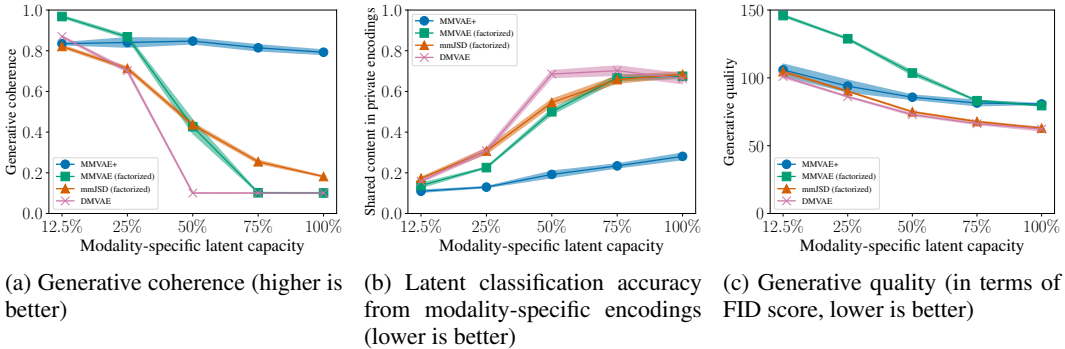 Generative coherence
1.0
0.8
0.6
0.4
0.2
0.0
MMVAE+
MMVAE (factorized)
mmJSD (factorized)
DMVAE
12.5% 25% 50% 75% 100%
Modality-specific latent capacity
Shared content in private encodings
1.0
0.8
0.6
0.4
0.2
0.0
MMVAE+
MMVAE (factorized)
mmJSD (factorized)
DMVAE
12.5% 25% 50% 75% 100%
Modality-specific latent capacity
Generative quality
150
100
50
0
MMVAE+
MMVAE (factorized)
mmJSD (factorized)
DMVAE
12.5% 25% 50% 75% 100%
Modality-specific latent capacity
(a) Generative coherence (higher is
better)
(b) Latent classification accuracy
from modality-specific encodings
(lower is better)
(c) Generative quality (in terms of
FID score, lower is better)